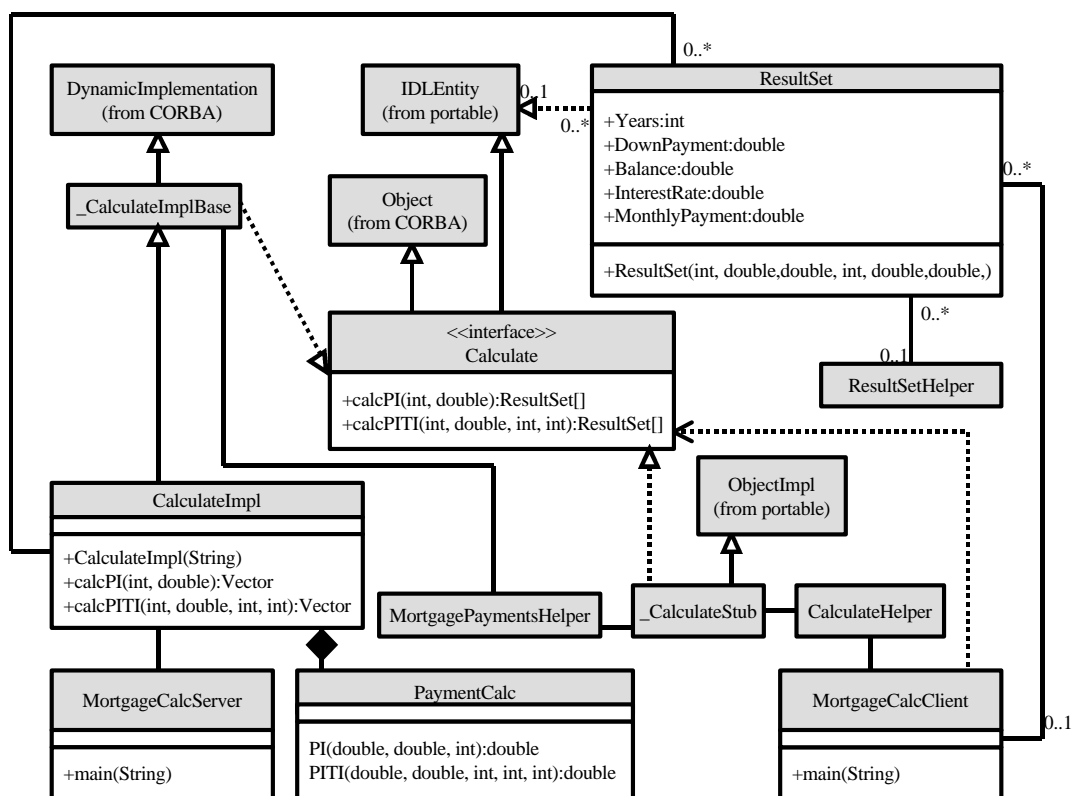 0..*
DynamicImplementation
(from CORBA)
IDLEntity
(from portable)
0..1
0..*
ResultSet
+Years:int
+DownPayment:double
+Balance:double
+InterestRate:double
+MonthlyPayment:double
+ResultSet(int, double,double, int, double,double,)
0..*
_CalculateImplBase
Object
(from CORBA)
<<interface>>
Calculate
+calcPI(int, double):ResultSet[]
+calcPITI(int, double, int, int):ResultSet[]
0..*
0..1
ResultSetHelper
ObjectImpl
(from portable)
CalculateImpl
+CalculateImpl(String)
+calcPI(int, double):Vector
+calcPITI(int, double, int, int):Vector
MortgagePaymentsHelper
_CalculateStub
CalculateHelper
MortgageCalcServer
+main(String)
PaymentCalc
PI(double, double, int):double
PITI(double, double, int, int, int):double
MortgageCalcClient
+main(String)
0..1